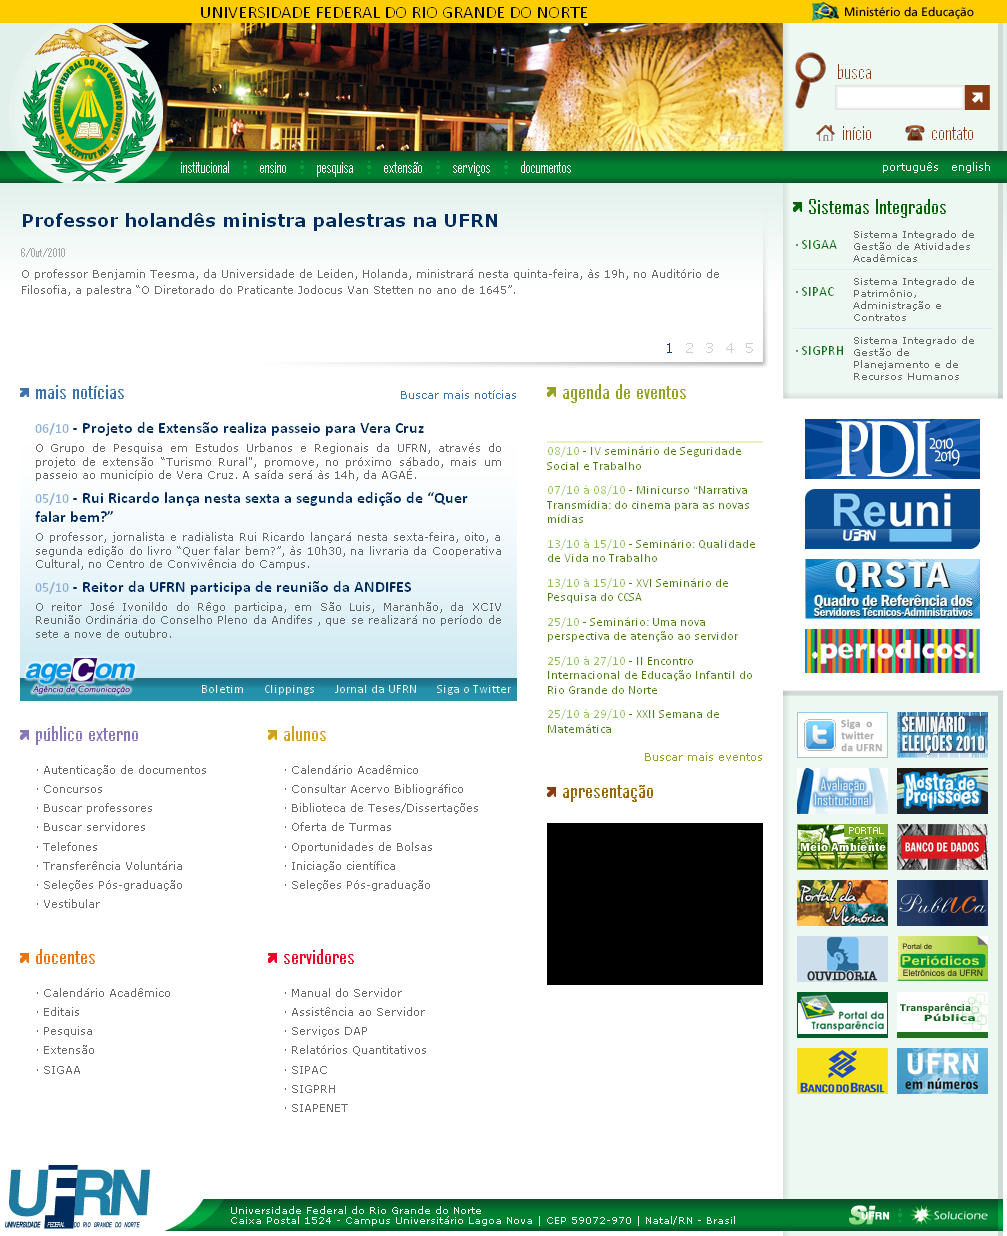 UNIVERSIDADE FEDERAL DO RIO GRANDE DO NORTE
Ministério da Educação
UNIVERSIDADE FEDERAL DO RIO GRANDE DO NORTE
ACCIPIT UT DET
busca
início
contato
institucional
ensino
pesquisa
extensão
serviços
documentos
português
english
Professor holandês ministra palestras na UFRN
6/Out/2010
O professor Benjamin Teesma, da Universidade de Leiden, Holanda, ministrará nesta quinta-feira, às 19h, no Auditório de
Filosofia, a palestra “O Diretorado do Praticante Jodocus Van Stetten no ano de 1645”.
1 2 3 4 5
Sistemas Integrados
· SIGAA
Sistema Integrado de
Gestão de Atividades
Acadêmicas
· SIPAC
Sistema Integrado de
Patrimônio,
Administração e
Contratos
· SIGPRH
Sistema Integrado de
Gestão de
Planejamento e de
Recursos Humanos
mais notícias
Buscar mais notícias
06/10 - Projeto de Extensão realiza passeio para Vera Cruz
O Grupo de Pesquisa em Estudos Urbanos e Regionais da UFRN, através do
projeto de extensão “Turismo Rural", promove, no próximo sábado, mais um
passeio ao município de Vera Cruz. A saída será às 14h, da AGAÉ.
05/10 - Rui Ricardo lança nesta sexta a segunda edição de “Quer
falar bem?”
O professor, jornalista e radialista Rui Ricardo lançará nesta sexta-feira, oito, a
segunda edição do livro “Quer falar bem?”, às 10h30, na livraria da Cooperativa
Cultural, no Centro de Convivência do Campus.
05/10 - Reitor da UFRN participa de reunião da ANDIFES
O reitor José Ivonildo do Rêgo participa, em São Luis, Maranhão, da XCIV
Reunião Ordinária do Conselho Pleno da Andifes , que se realizará no período de
sete a nove de outubro.
ageCom
Agência de Comunicação
Boletim
Clippings
Jornal da UFRN
Siga o Twitter
agenda de eventos
08/10 - IV seminário de Seguridade
Social e Trabalho
07/10 à 08/10 - Minicurso “Narrativa
Transmídia: do cinema para as novas
mídias
13/10 à 15/10 - Seminário: Qualidade
de Vida no Trabalho
13/10 à 15/10 - XVI Seminário de
Pesquisa do CCSA
25/10 - Seminário: Uma nova
perspectiva de atenção ao servidor
25/10 à 27/10 - II Encontro
Internacional de Educação Infantil do
Rio Grande do Norte
25/10 à 29/10 - XXII Semana de
Matemática
Buscar mais eventos
apresentação
PDI 2010
2019
Reuni
UFRN
QRSTA
Quadro de Referência dos
Servidores Técnicos-Administrativos
.periodicos.
Siga o
twitter
da UFRN
SEMINÁRIO
ELEIÇÕES 2010
Avaliação
Institucional
Mostra de
Profissões
PORTAL
Meio Ambiente
BANCO DE DADOS
Portal da
Memória
PublUCa
OUVIDORIA
Portal de
Periódicos
Eletrônicos da UFRN
Portal da
Transparência
Transparência
Pública
BANCO DO BRASIL
UFRN
em números
público externo
· Autenticação de documentos
· Concursos
· Buscar professores
· Buscar servidores
· Telefones
· Transferência Voluntária
· Seleções Pós-graduação
· Vestibular
alunos
· Calendário Acadêmico
· Consultar Acervo Bibliográfico
· Biblioteca de Teses/Dissertações
· Oferta de Turmas
· Oportunidades de Bolsas
· Iniciação científica
· Seleções Pós-graduação
docentes
· Calendário Acadêmico
· Editais
· Pesquisa
· Extensão
· SIGAA
servidores
· Manual do Servidor
· Assistência ao Servidor
· Serviços DAP
· Relatórios Quantitativos
· SIPAC
· SIGPRH
· SIAPENET
UFRN
UNIVERSIDADE FEDERAL DO RIO GRANDE DO NORTE
Universidade Federal do Rio Grande do Norte
Caixa Postal 1524 - Campus Universitário Lagoa Nova | CEP 59072-970 | Natal/RN - Brasil
SiUFRN
Solucione